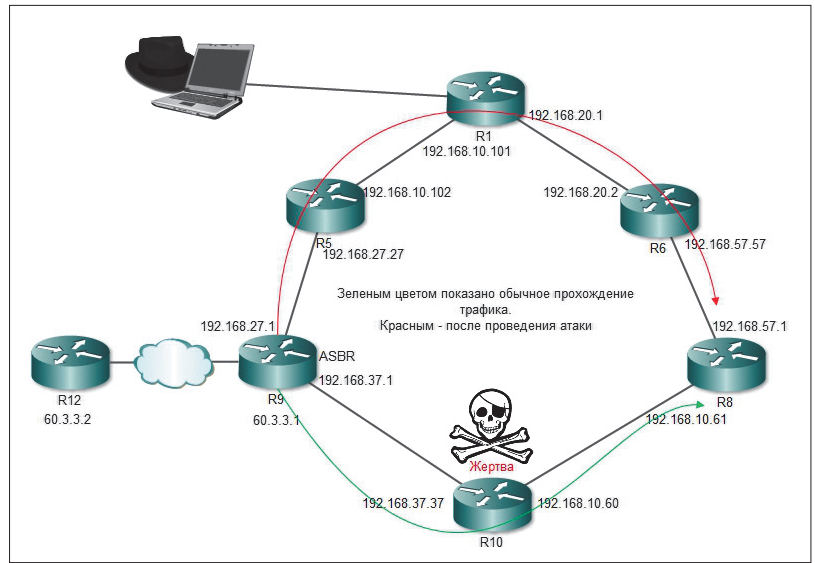 192.168.20.1
R1
192.168.10.101
192.168.10.102
192.168.20.2
R5
192.168.27.27
R6
192.168.57.57
Зеленым цветом показано обычное прохождение
трафика.
Красным - после проведения атаки
192.168.27.1
192.168.57.1
ASBR
192.168.37.1
R12
60.3.3.2
R9
60.3.3.1
R8
192.168.10.61
Жертва
192.168.37.37
192.168.10.60
R10